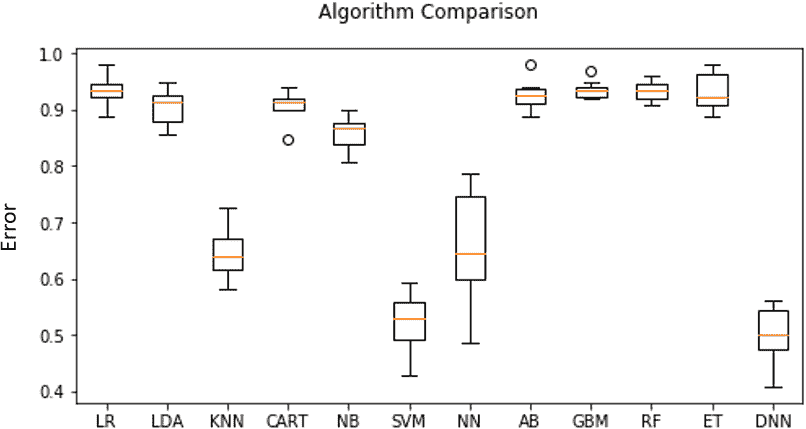 Algorithm Comparison
Error
1.0
0.9
0.8
0.7
0.6
0.5
0.4
LR LDA KNN CART NB SVM NN AB GBM RF ET DNN